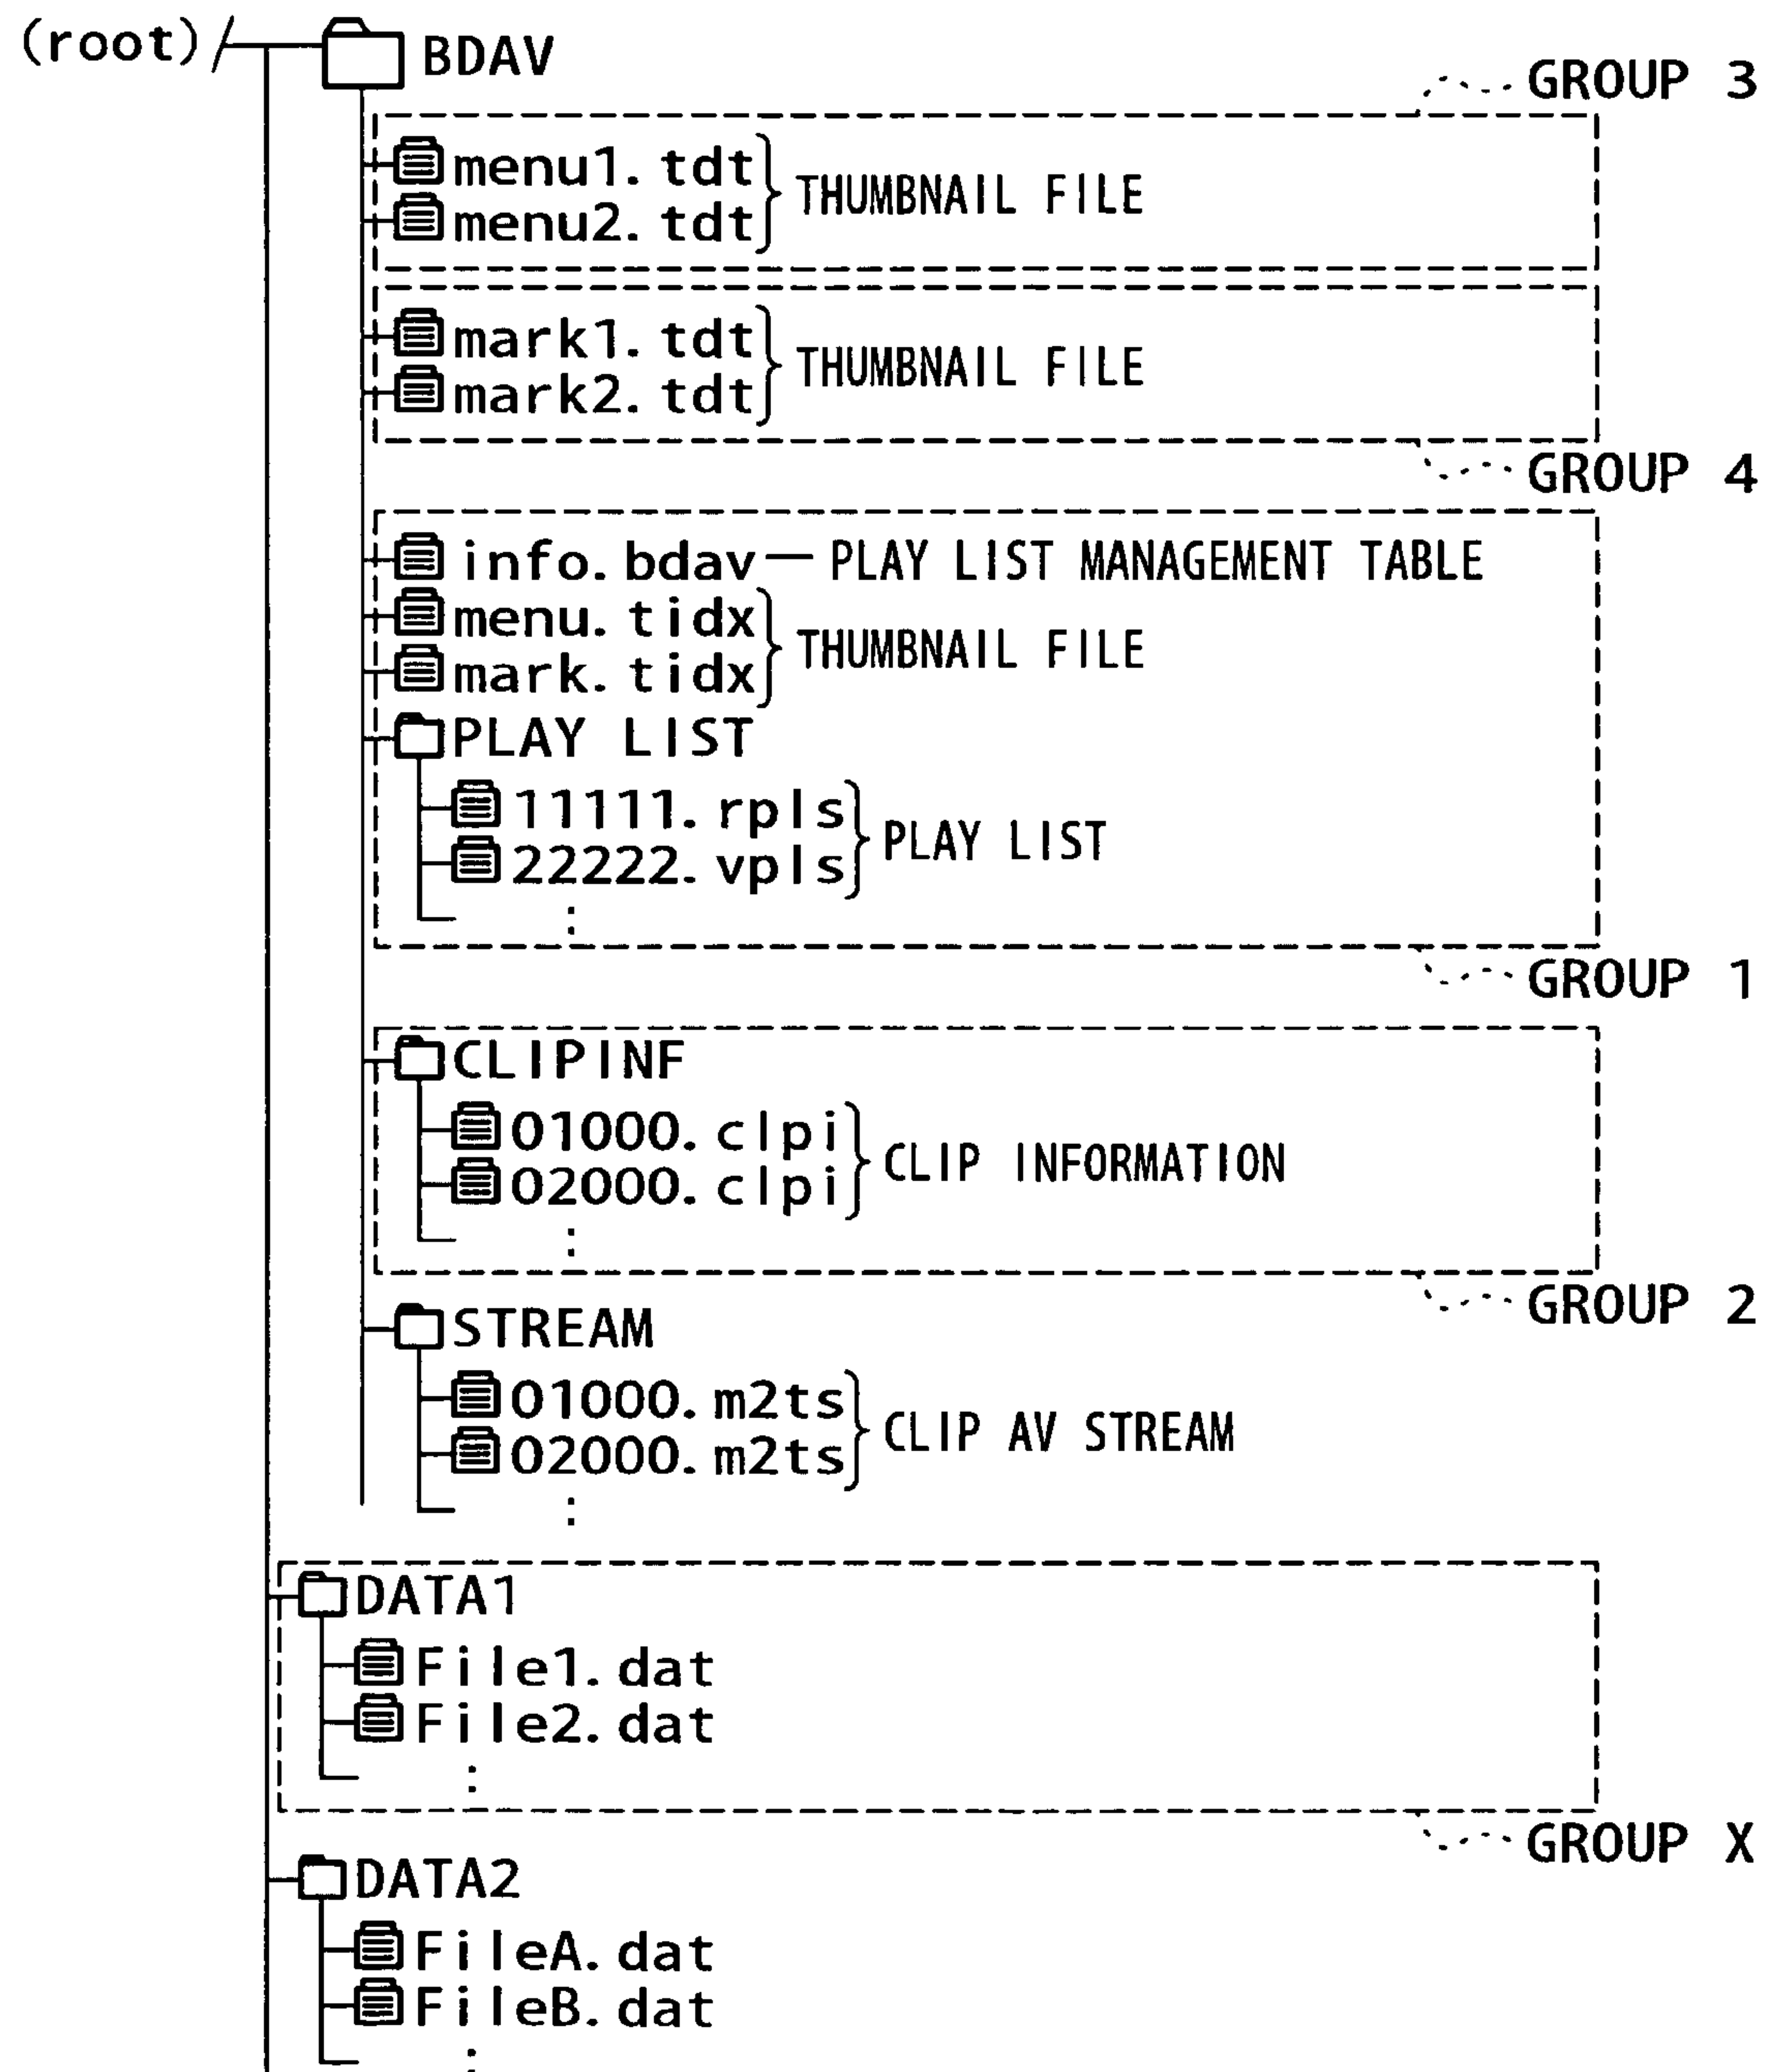 (root)/ BDAV
GROUP 3
menu1.tdt
THUMBNAIL FILE
menu2.tdt
mark1.tdt
THUMBNAIL FILE
mark2.tdt
GROUP 4
info.bdav — PLAY LIST MANAGEMENT TABLE
menu.tidx
THUMBNAIL FILE
mark.tidx
PLAY LIST
11111.rpls
PLAY LIST
22222.vpls
:
GROUP 1
CLIPINF
01000.clpi
CLIP INFORMATION
02000.clpi
:
GROUP 2
STREAM
01000.m2ts
CLIP AV STREAM
02000.m2ts
:
DATA1
File1.dat
File2.dat
:
GROUP X
DATA2
FileA.dat
FileB.dat
: